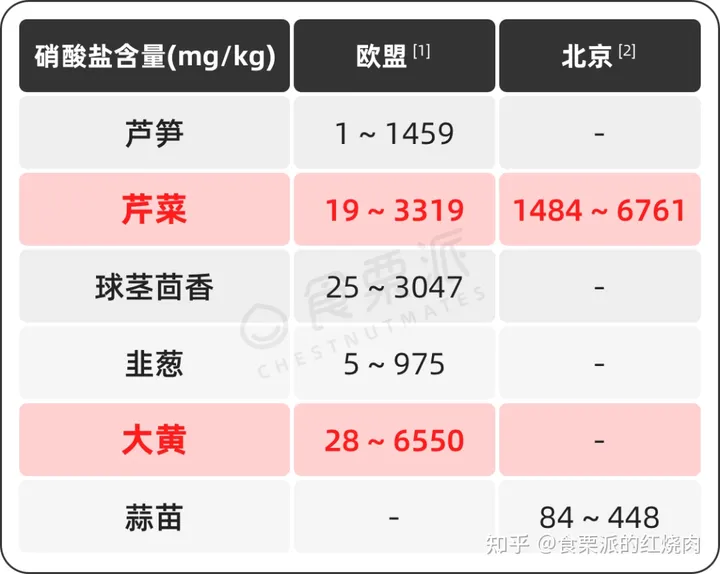 硝酸盐含量(mg/kg) 欧盟[1] 北京[2]
芦笋 1 ~ 1459 -
芹菜 19 ~ 3319 1484 ~ 6761
球茎茴香 25 ~ 3047 -
韭葱 5 ~ 975 -
大黄 28 ~ 6550 -
蒜苗 - 84 ~ 448
食栗派
CHESTNUTMATES
知乎 @食栗派的红烧肉